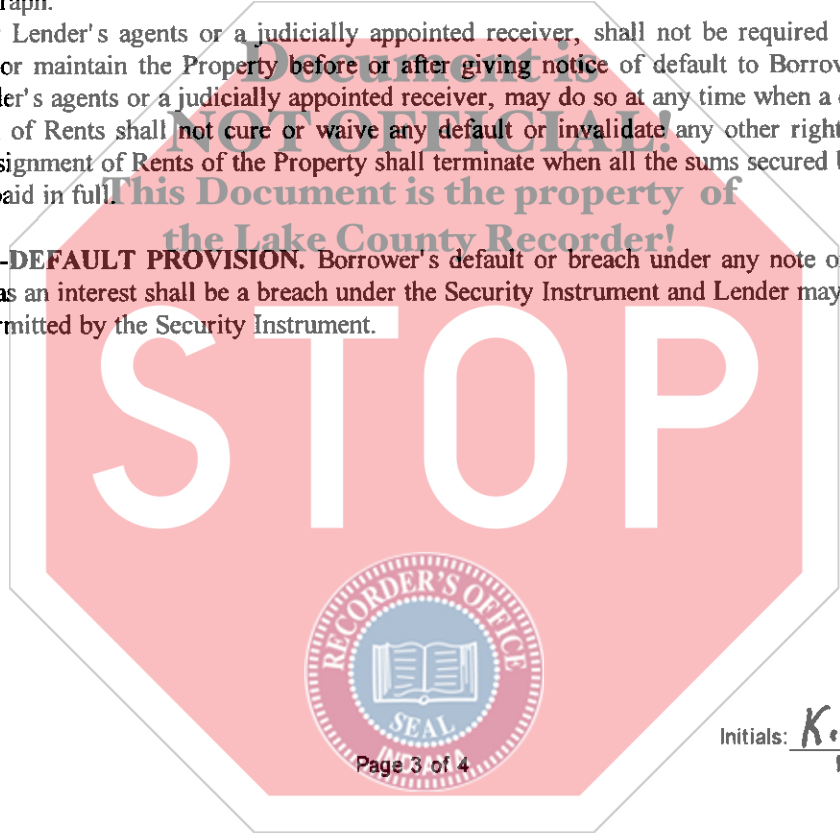 raph.
Lender's agents or a judicially appointed receiver, shall not be required
or maintain the Property before or after giving notice of default to Borrow
ler's agents or a judicially appointed receiver, may do so at any time when a
of Rents shall not cure or waive any default or invalidate any other right
signment of Rents of the Property shall terminate when all the sums secured
paid in full.
Document is
NOT OFFICIAL!
This Document is the property of
the Lake County Recorder!
-DEFAULT PROVISION. Borrower's default or breach under any note o
as an interest shall be a breach under the Security Instrument and Lender may
rmitted by the Security Instrument.
STOP
RECORDER'S OFFICE
SEAL
INDIANA
Page 3 of 4
Initials: K.